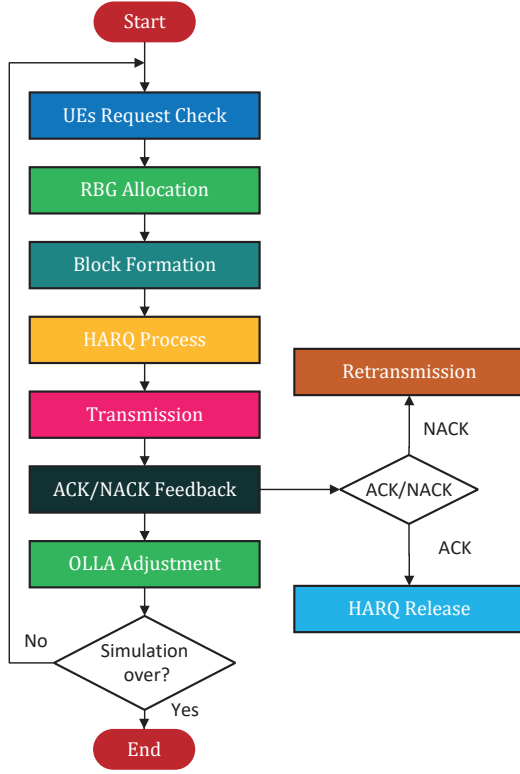 Start
UEs Request Check
RBG Allocation
Block Formation
HARQ Process
Retransmission
Transmission
NACK
ACK/NACK Feedback
ACK/NACK
ACK
OLLA Adjustment
HARQ Release
No
Simulation
over?
Yes
End